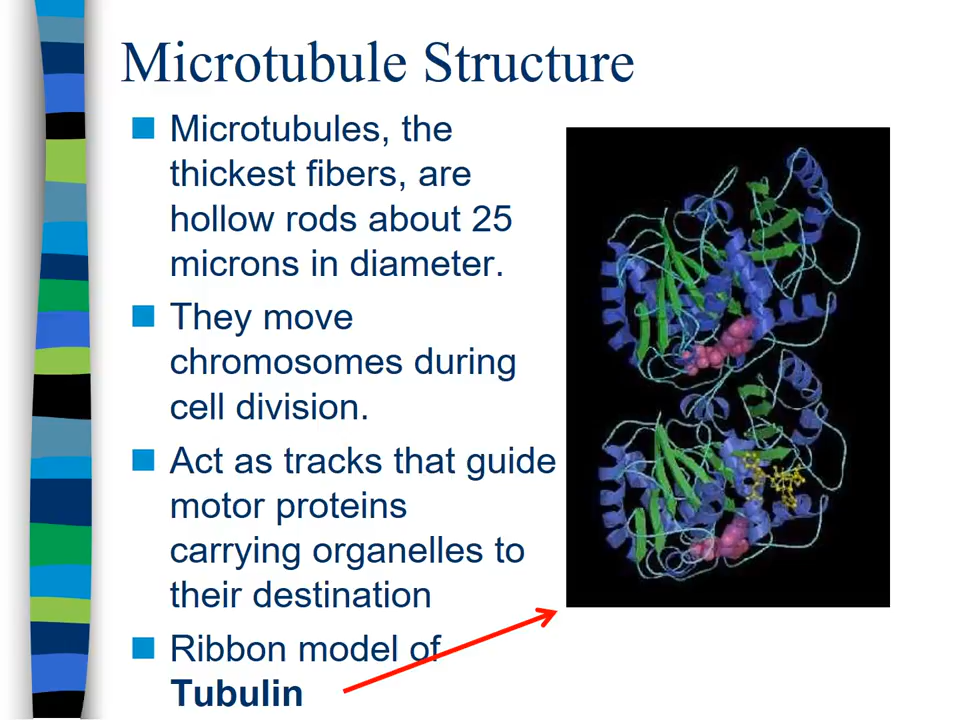 Microtubule Structure
Microtubules, the
thickest fibers, are
hollow rods about 25
microns in diameter.
They move
chromosomes during
cell division.
Act as tracks that guide
motor proteins
carrying organelles to
their destination
Ribbon model of
Tubulin